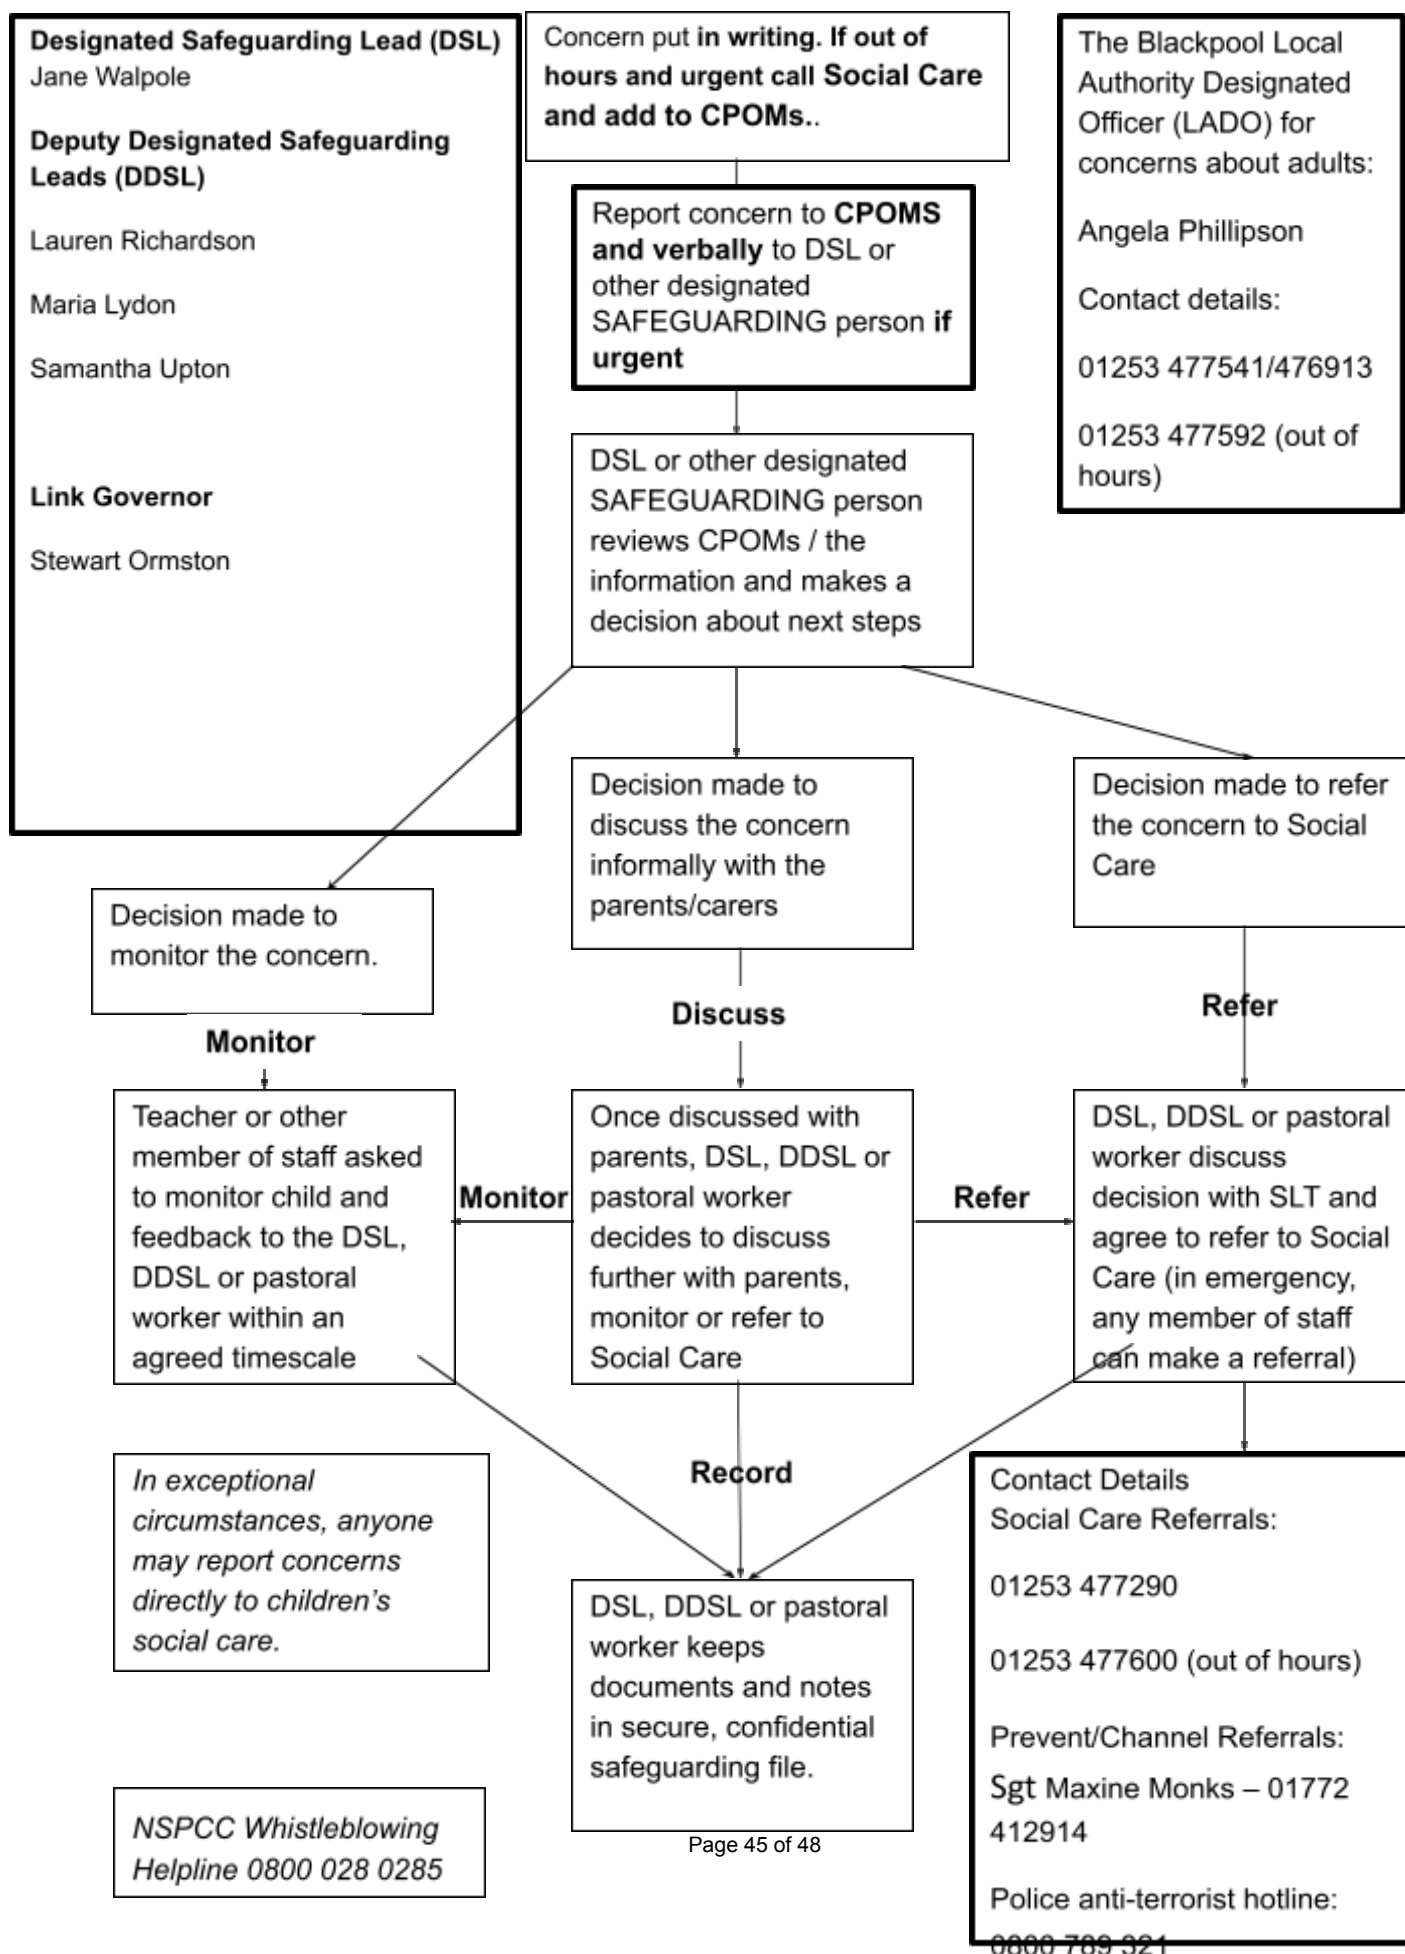 Designated Safeguarding Lead (DSL)
Jane Walpole
Deputy Designated Safeguarding
Leads (DDSL)
Lauren Richardson
Maria Lydon
Samantha Upton
Link Governor
Stewart Ormston
Concern put in writing. If out of
hours and urgent call Social Care
and add to CPOMs..
Report concern to CPOMS
and verbally to DSL or
other designated
SAFEGUARDING person if
urgent
The Blackpool Local
Authority Designated
Officer (LADO) for
concerns about adults:
Angela Phillipson
Contact details:
01253 477541/476913
01253 477592 (out of
hours)
DSL or other designated
SAFEGUARDING person
reviews CPOMs / the
information and makes a
decision about next steps
Decision made to
monitor the concern.
Decision made to
discuss the concern
informally with the
parents/carers
Decision made to refer
the concern to Social
Care
Monitor
Discuss
Refer
Teacher or other
member of staff asked
to monitor child and
feedback to the DSL,
DDSL or pastoral
worker within an
agreed timescale
Monitor
Once discussed with
parents, DSL, DDSL or
pastoral worker
decides to discuss
further with parents,
monitor or refer to
Social Care
Refer
DSL, DDSL or pastoral
worker discuss
decision with SLT and
agree to refer to Social
Care (in emergency,
any member of staff
can make a referral)
Record
In exceptional
circumstances, anyone
may report concerns
directly to children's
social care.
DSL, DDSL or pastoral
worker keeps
documents and notes
in secure, confidential
safeguarding file.
Contact Details
Social Care Referrals:
01253 477290
01253 477600 (out of hours)
Prevent/Channel Referrals:
Sgt Maxine Monks – 01772
412914
Police anti-terrorist hotline:
0800 789 321
NSPCC Whistleblowing
Helpline 0800 028 0285
Page 45 of 48